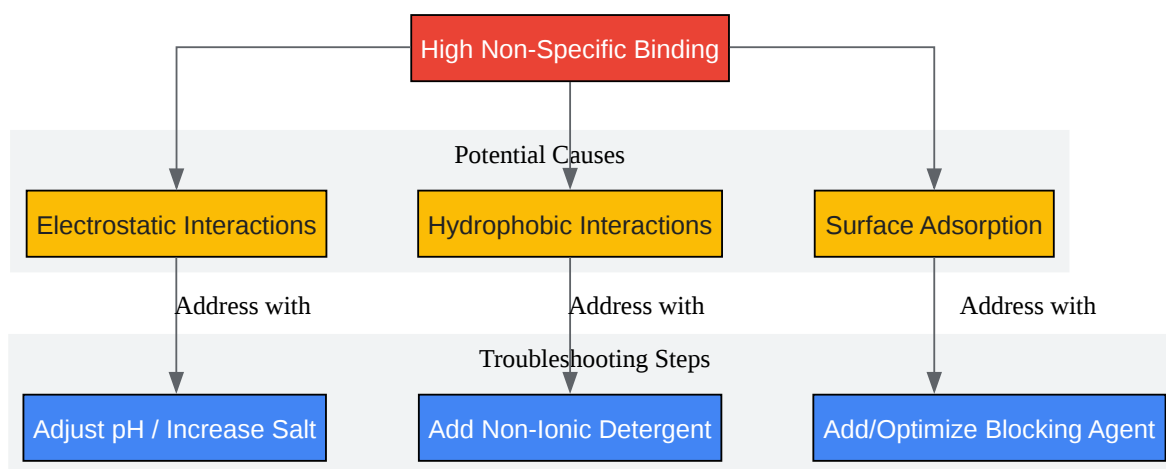 High Non-Specific Binding
Potential Causes
Electrostatic Interactions
Hydrophobic Interactions
Surface Adsorption
Address with
Address with
Address with
Troubleshooting Steps
Adjust pH / Increase Salt
Add Non-Ionic Detergent
Add/Optimize Blocking Agent